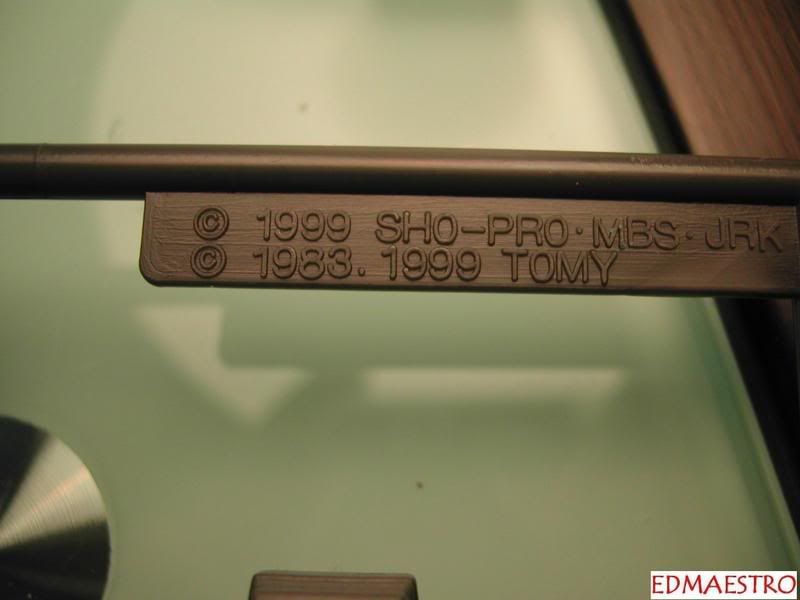 © 1999 SHO-PRO·MBS·JRK
© 1983. 1999 TOMY
EDMAESTRO